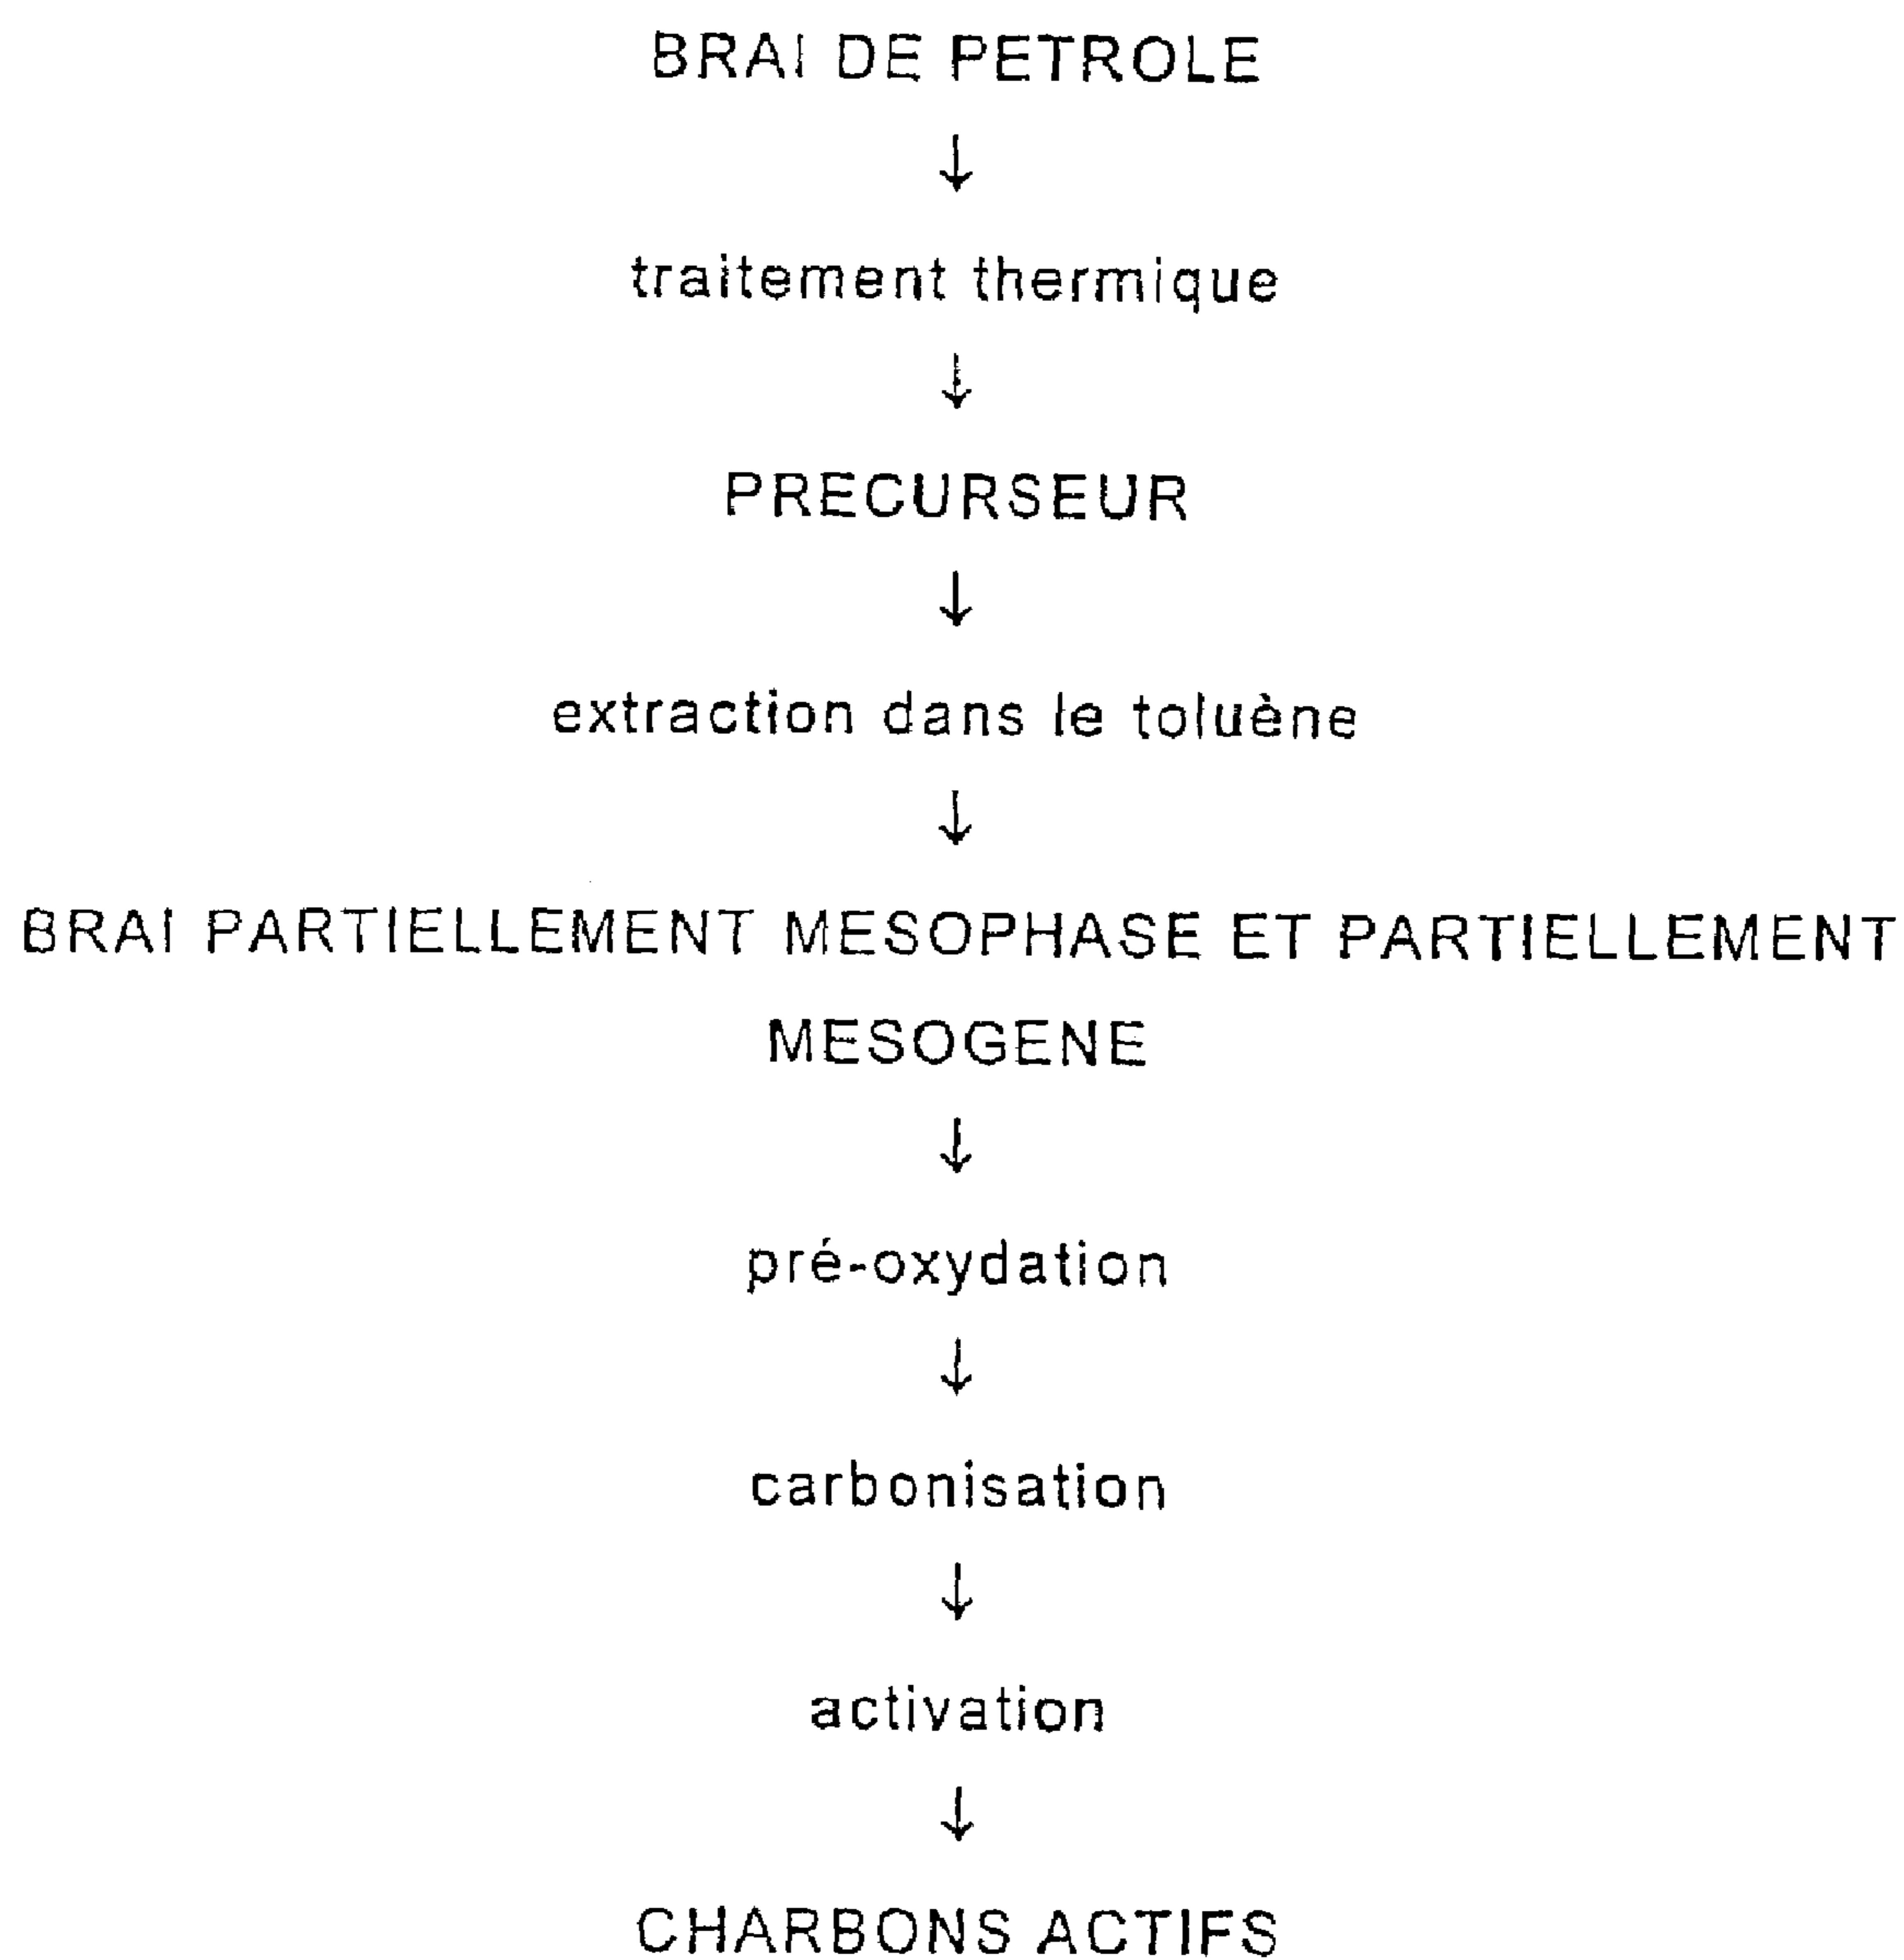 BRAI DE PETROLE
↓
traitement thermique
↓
PRECURSEUR
↓
extraction dans le toluène
↓
BRAI PARTIELLEMENT MESOPHASE ET PARTIELLEMENT
MESOGENE
↓
pré-oxydation
↓
carbonisation
↓
activation
↓
CHARBONS ACTIFS